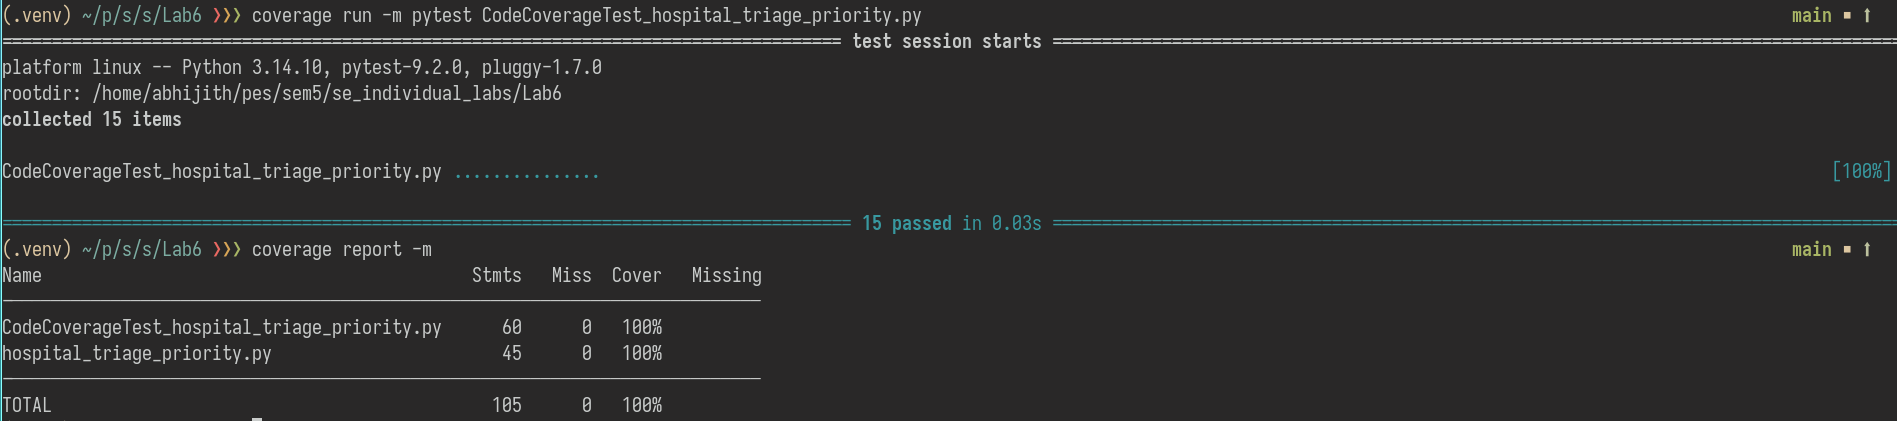 (.venv) ~/p/s/s/Lab6 ❯❯❯ coverage run -m pytest CodeCoverageTest_hospital_triage_priority.py main ▪ ⬆
============ test session starts ============
platform linux -- Python 3.14.10, pytest-9.2.0, pluggy-1.7.0
rootdir: /home/abhijith/pes/sem5/se_individual_labs/Lab6
collected 15 items
CodeCoverageTest_hospital_triage_priority.py ............... [100%]
============ 15 passed in 0.03s ============
(.venv) ~/p/s/s/Lab6 ❯❯❯ coverage report -m main ▪ ⬆
Name Stmts Miss Cover Missing
CodeCoverageTest_hospital_triage_priority.py 60 0 100%
hospital_triage_priority.py 45 0 100%
TOTAL 105 0 100%